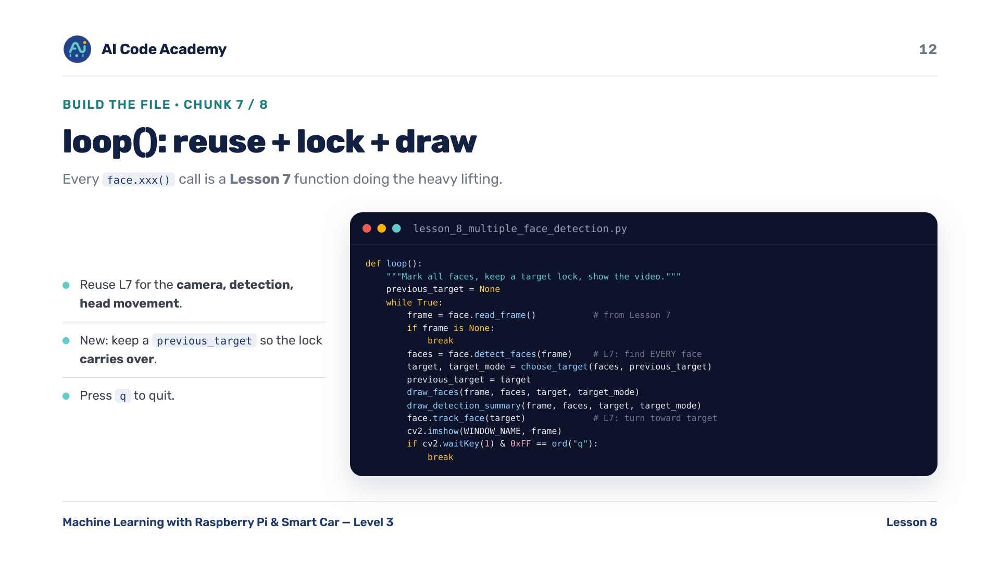 AI Code Academy
12
BUILD THE FILE • CHUNK 7 / 8
loop(): reuse + lock + draw
Every face.xxx() call is a Lesson 7 function doing the heavy lifting.
Reuse L7 for the camera, detection,
head movement.
New: keep a previous_target so the lock
carries over.
Press q to quit.
lesson_8_multiple_face_detection.py
def loop():
    """Mark all faces, keep a target lock, show the video."""
    previous_target = None
    while True:
        frame = face.read_frame()           # from Lesson 7
        if frame is None:
            break
        faces = face.detect_faces(frame)    # L7: find EVERY face
        target, target_mode = choose_target(faces, previous_target)
        previous_target = target
        draw_faces(frame, faces, target, target_mode)
        draw_detection_summary(frame, faces, target, target_mode)
        face.track_face(target)             # L7: turn toward target
        cv2.imshow(WINDOW_NAME, frame)
        if cv2.waitKey(1) & 0xFF == ord("q"):
            break
Machine Learning with Raspberry Pi & Smart Car — Level 3
Lesson 8